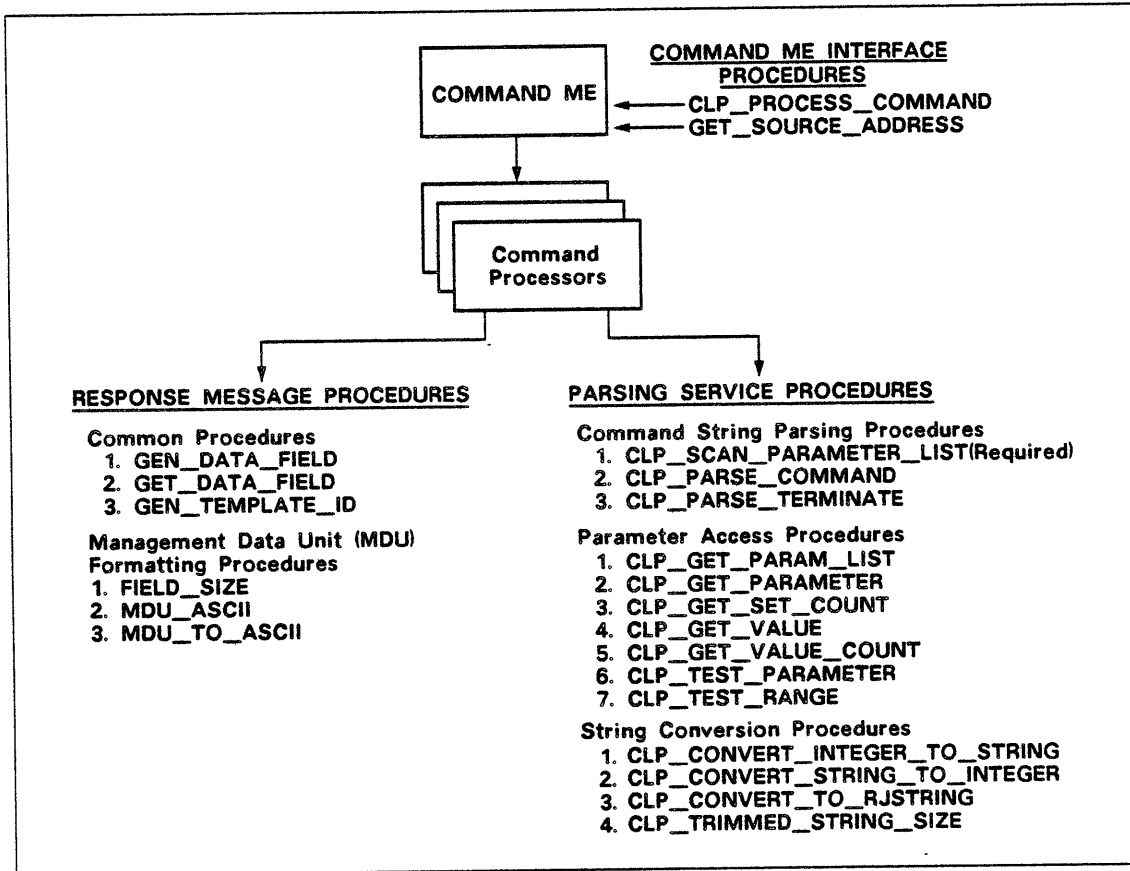 COMMAND ME
COMMAND ME INTERFACE
PROCEDURES
CLP_PROCESS_COMMAND
GET_SOURCE_ADDRESS
Command
Processors
RESPONSE MESSAGE PROCEDURES
Common Procedures
1. GEN_DATA_FIELD
2. GET_DATA_FIELD
3. GEN_TEMPLATE_ID
Management Data Unit (MDU)
Formatting Procedures
1. FIELD_SIZE
2. MDU_ASCII
3. MDU_TO_ASCII
PARSING SERVICE PROCEDURES
Command String Parsing Procedures
1. CLP_SCAN_PARAMETER_LIST(Required)
2. CLP_PARSE_COMMAND
3. CLP_PARSE_TERMINATE
Parameter Access Procedures
1. CLP_GET_PARAM_LIST
2. CLP_GET_PARAMETER
3. CLP_GET_SET_COUNT
4. CLP_GET_VALUE
5. CLP_GET_VALUE_COUNT
6. CLP_TEST_PARAMETER
7. CLP_TEST_RANGE
String Conversion Procedures
1. CLP_CONVERT_INTEGER_TO_STRING
2. CLP_CONVERT_STRING_TO_INTEGER
3. CLP_CONVERT_TO_RJSTRING
4. CLP_TRIMMED_STRING_SIZE